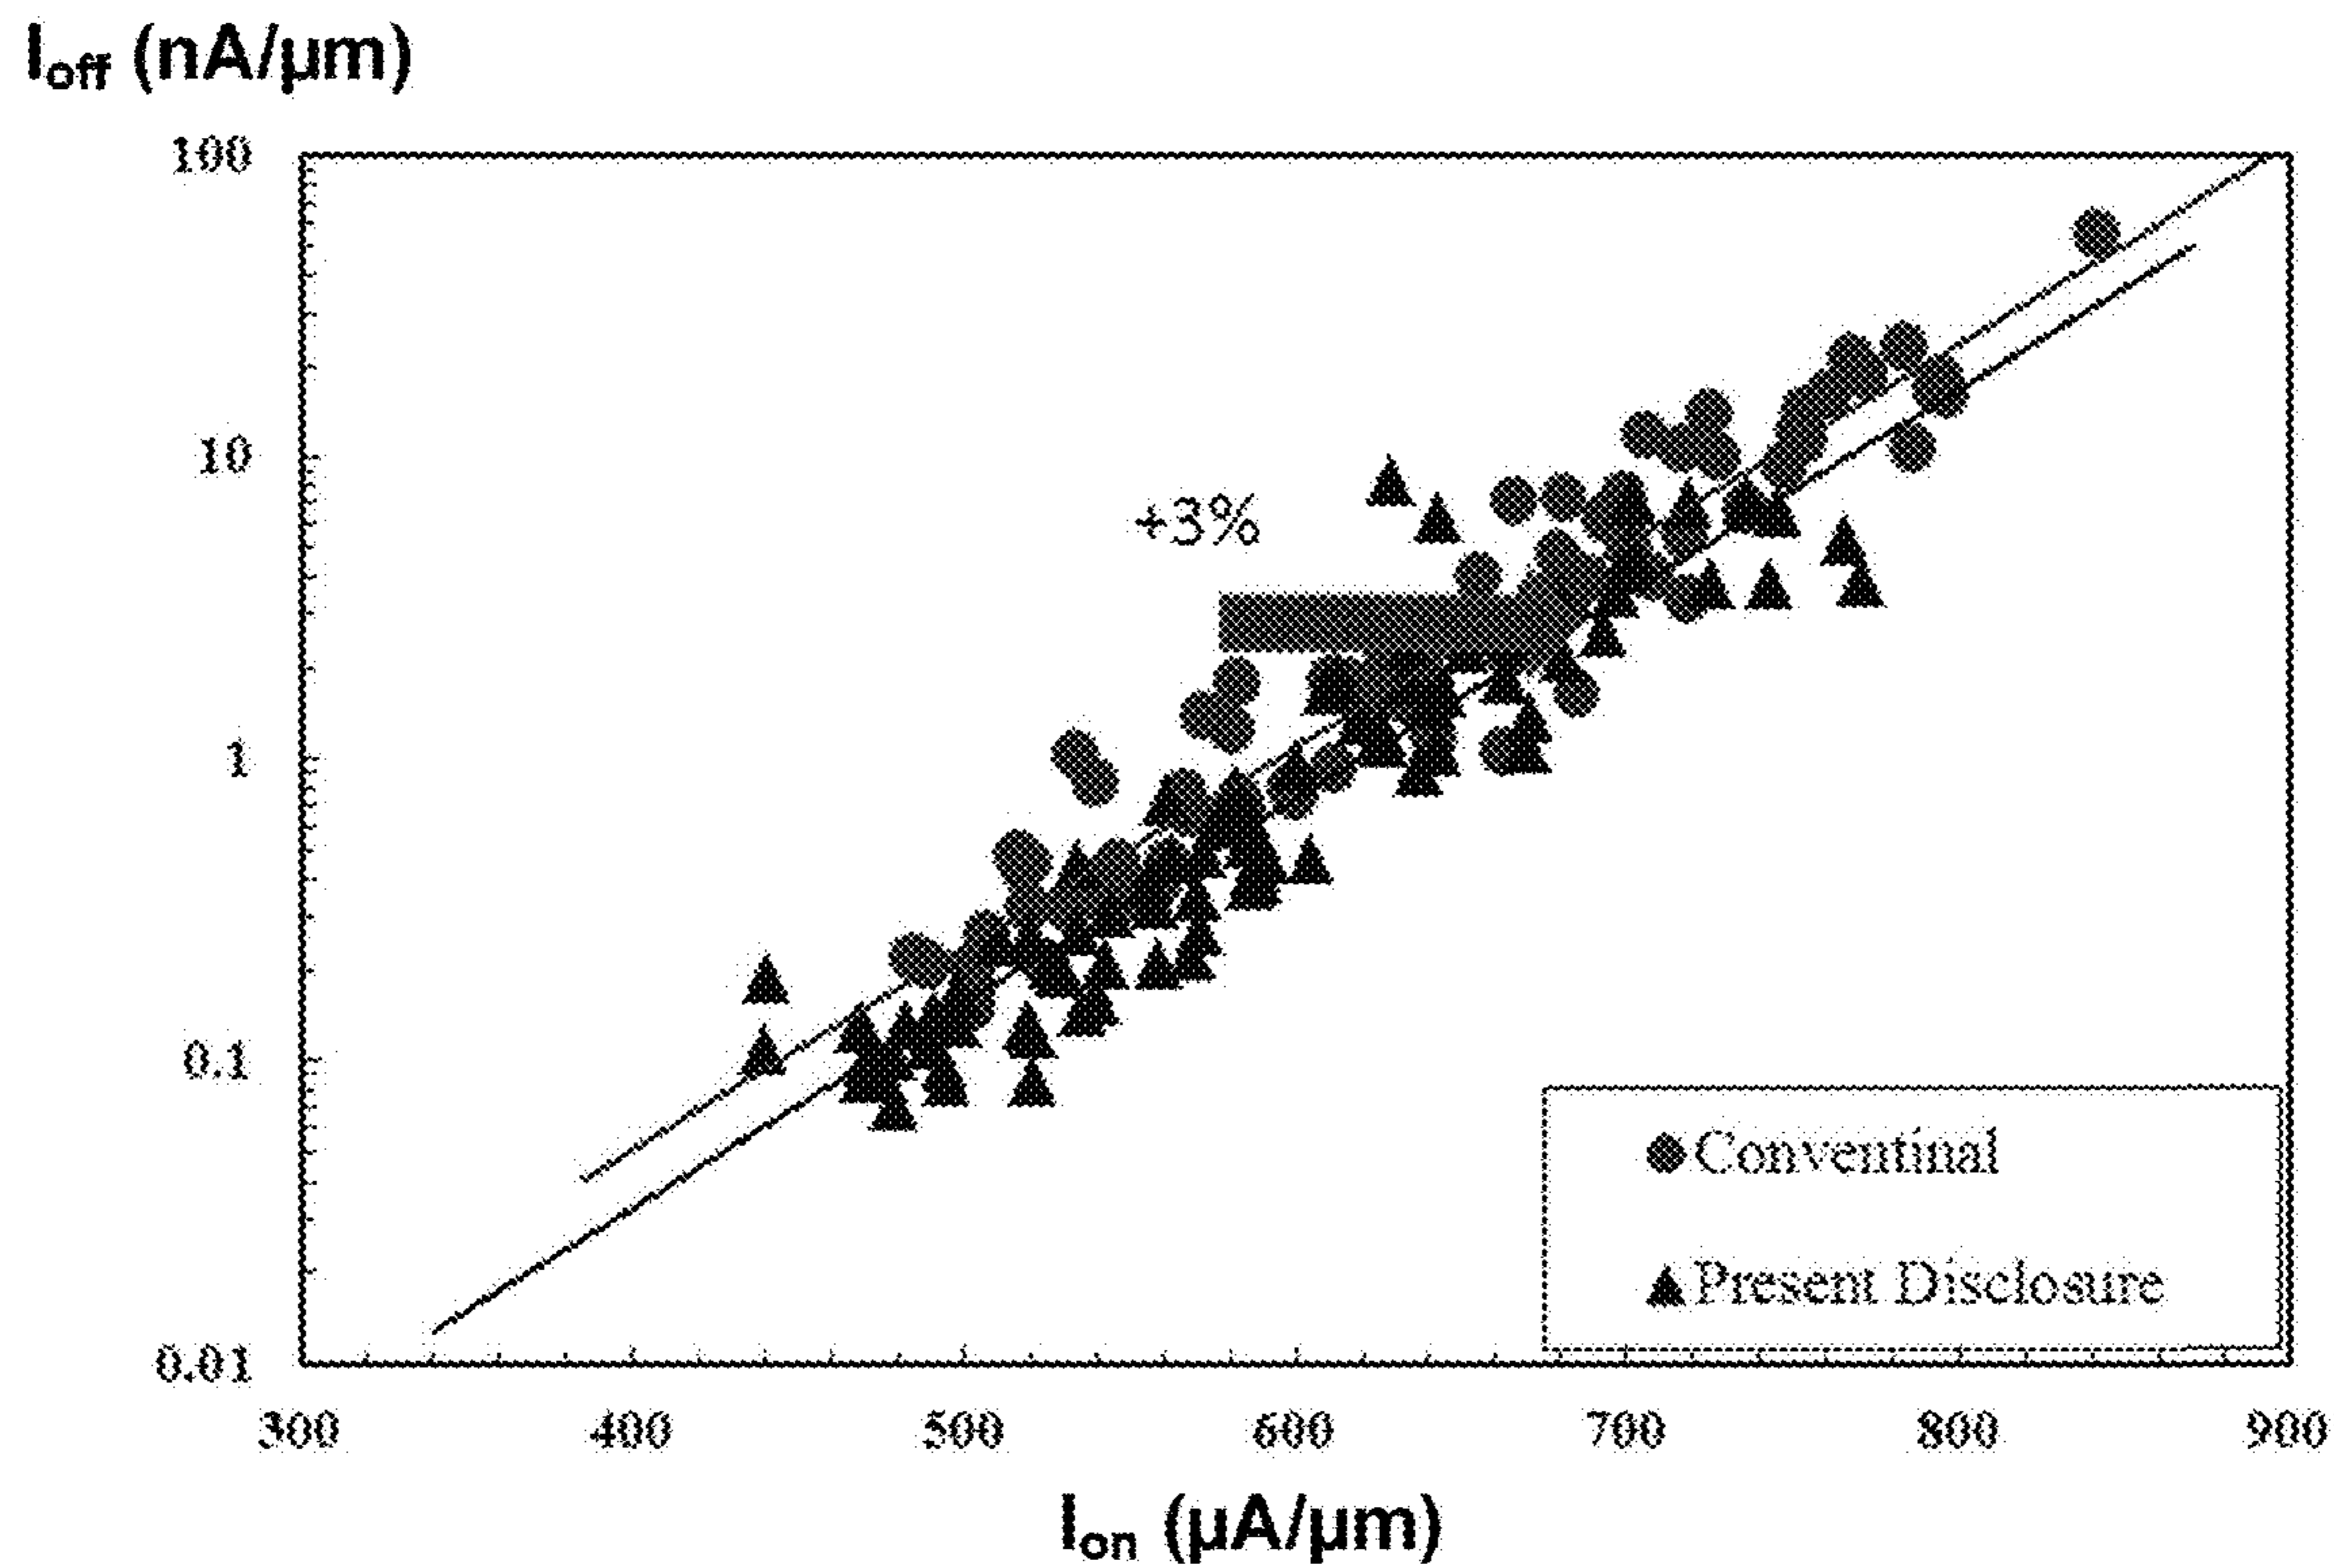 Ioff (nA/µm)
100
10
+3%
1
0.1
Conventinal
Present Disclosure
0.01
300 400 500 600 700 800 900
Ion (µA/µm)